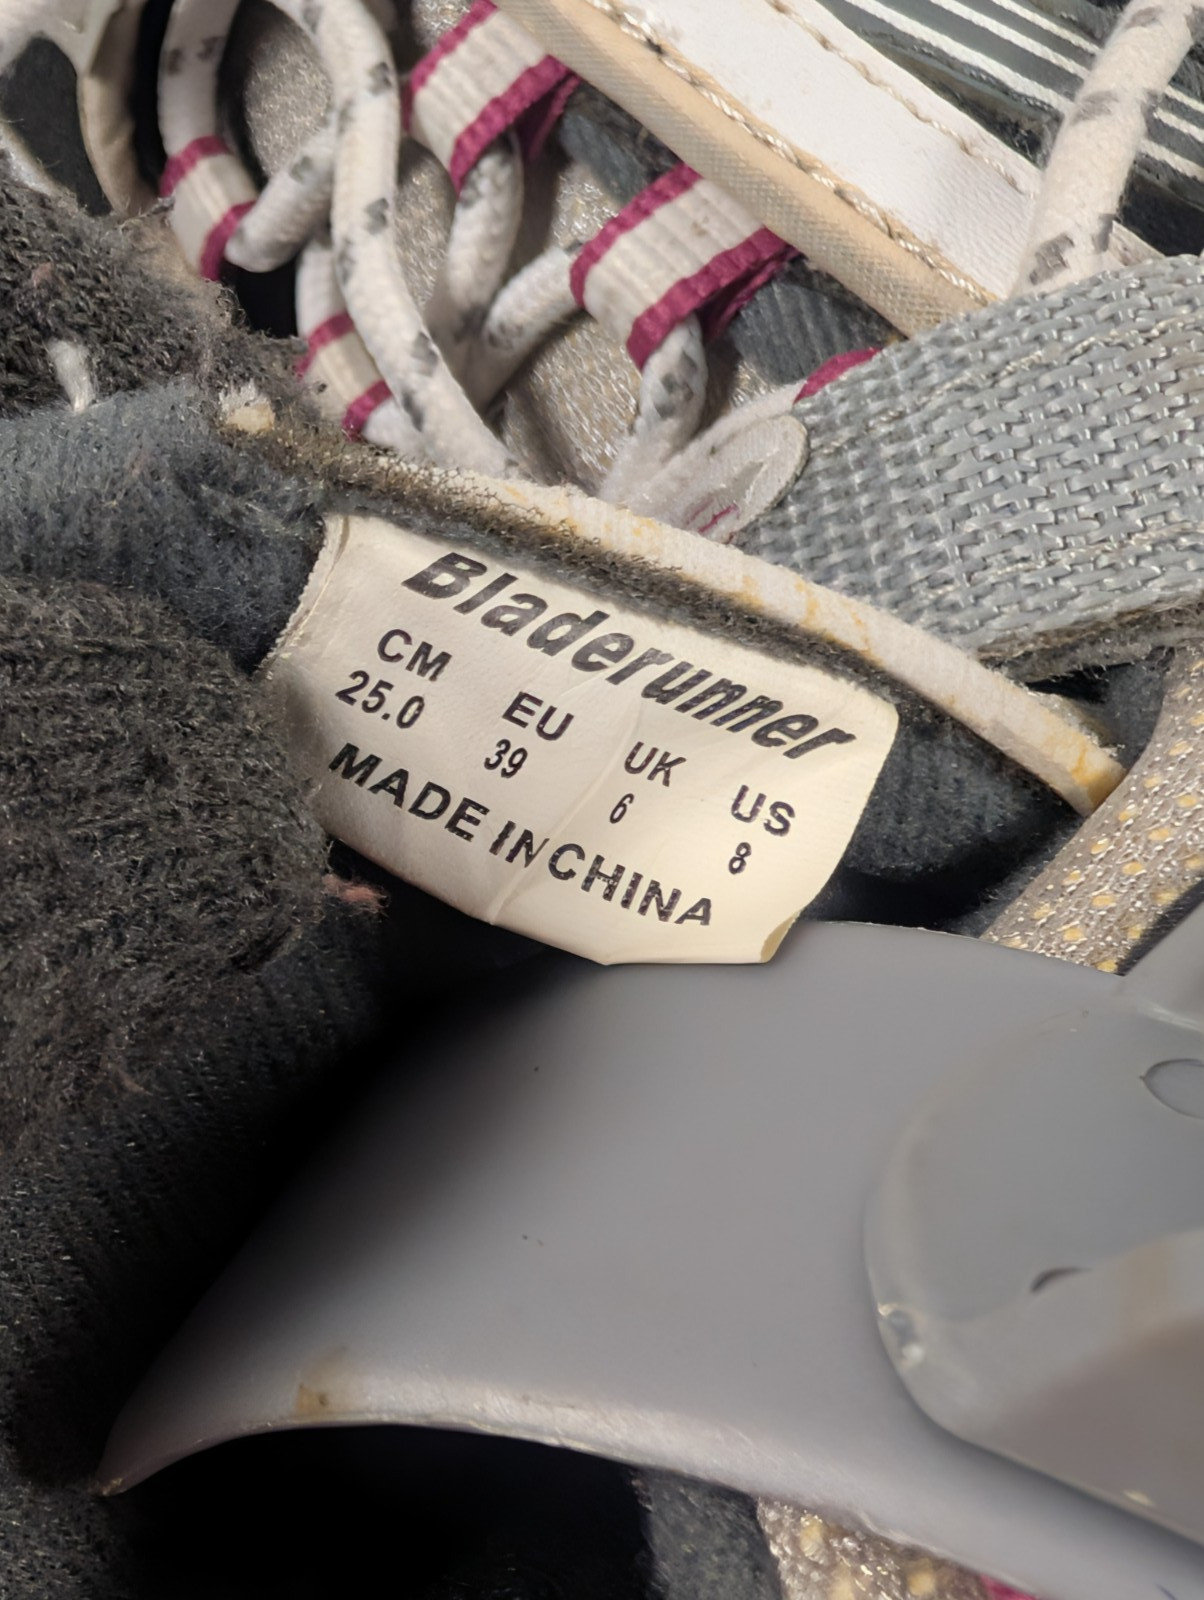 Bladerunner
CM EU UK US
25.0 39 6 8
MADE IN CHINA